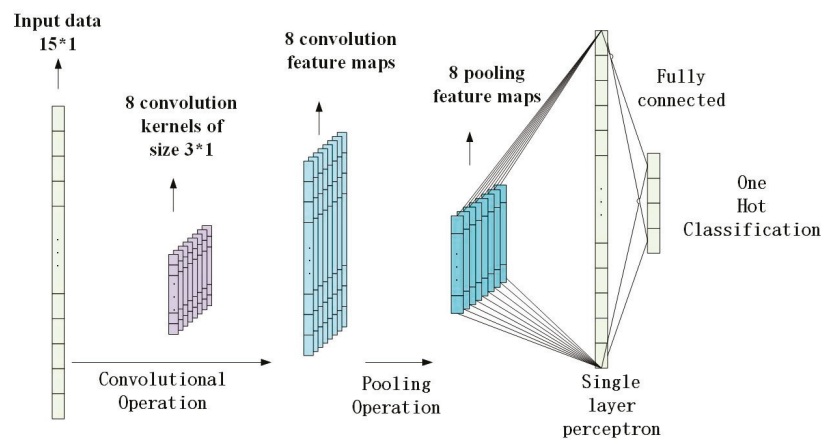 Input data
15*1
8 convolution
kernels of
size 3*1
8 convolution
feature maps
8 pooling
feature maps
Fully
connected
One
Hot
Classification
Convolutional
Operation
Pooling
Operation
Single
layer
perceptron